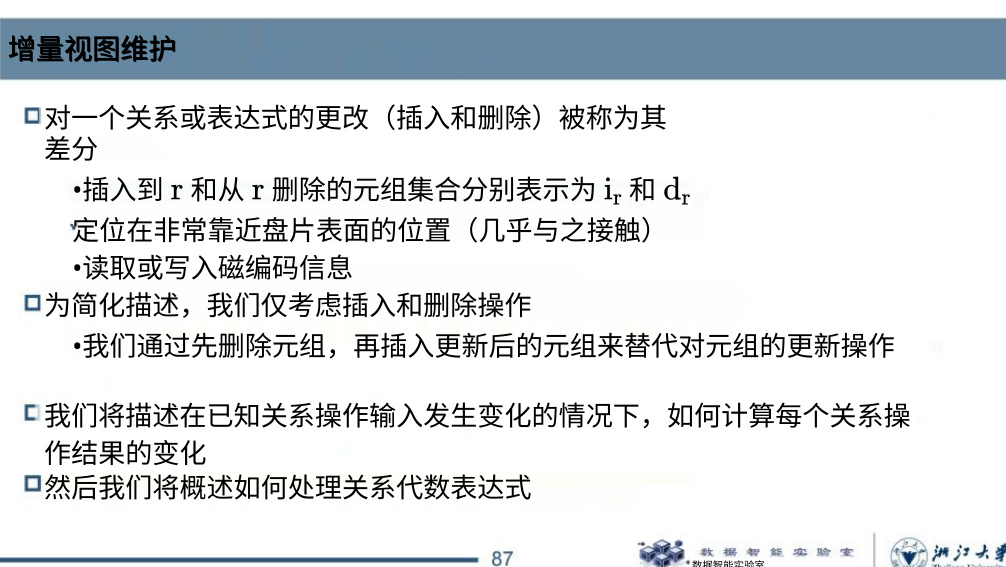 增量视图维护
对一个关系或表达式的更改（插入和删除）被称为其
差分
•插入到 r 和从 r 删除的元组集合分别表示为 iᵣ 和 dᵣ
定位在非常靠近盘片表面的位置（几乎与之接触）
•读取或写入磁编码信息
为简化描述，我们仅考虑插入和删除操作
•我们通过先删除元组，再插入更新后的元组来替代对元组的更新操作
我们将描述在已知关系操作输入发生变化的情况下，如何计算每个关系操
作结果的变化
然后我们将概述如何处理关系代数表达式
87
数据智能实验室
•数据智能实验室
浙江大学